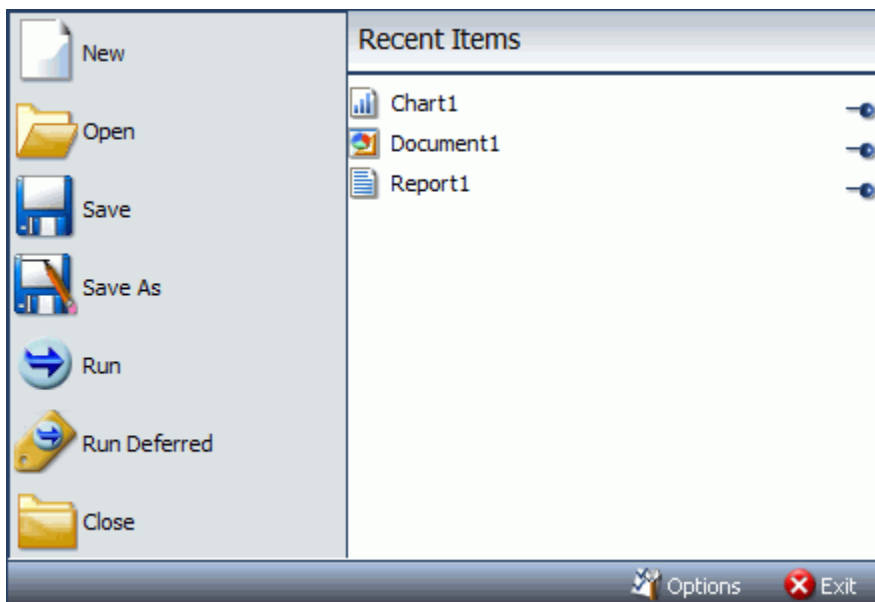 New
Open
Save
Save As
Run
Run Deferred
Close
Recent Items
Chart1
Document1
Report1
Options
Exit